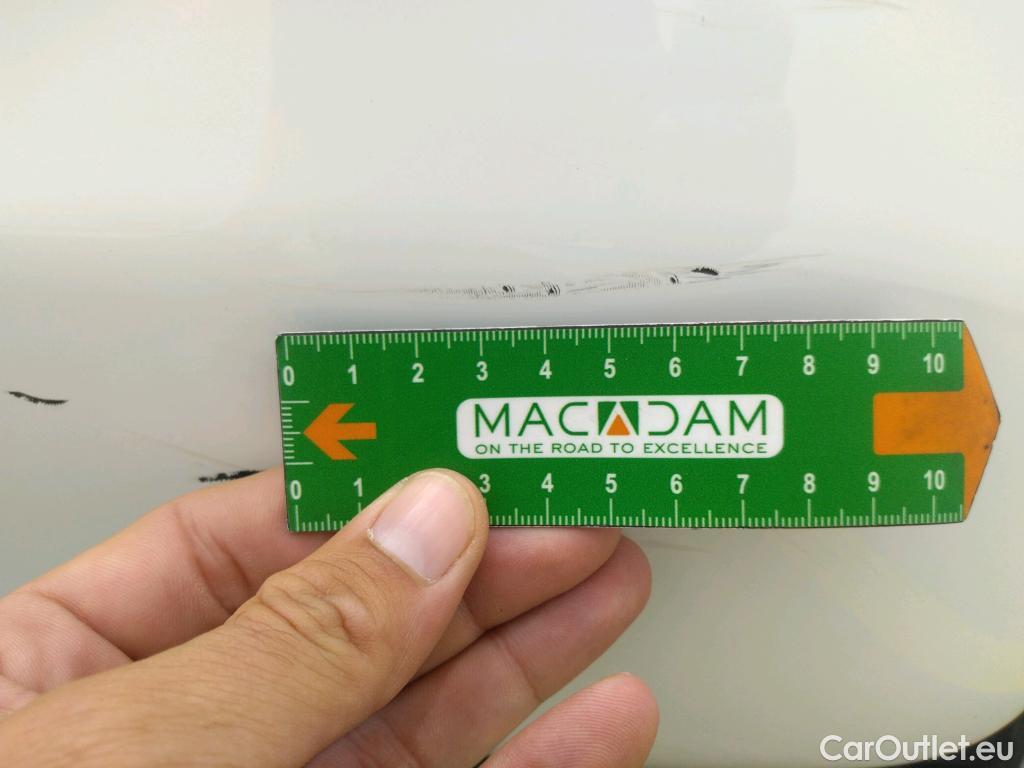 0 1 2 3 4 5 6 7 8 9 10
MACADAM
ON THE ROAD TO EXCELLENCE
0 1 3 4 5 6 7 8 9 10
CarOutlet.eu